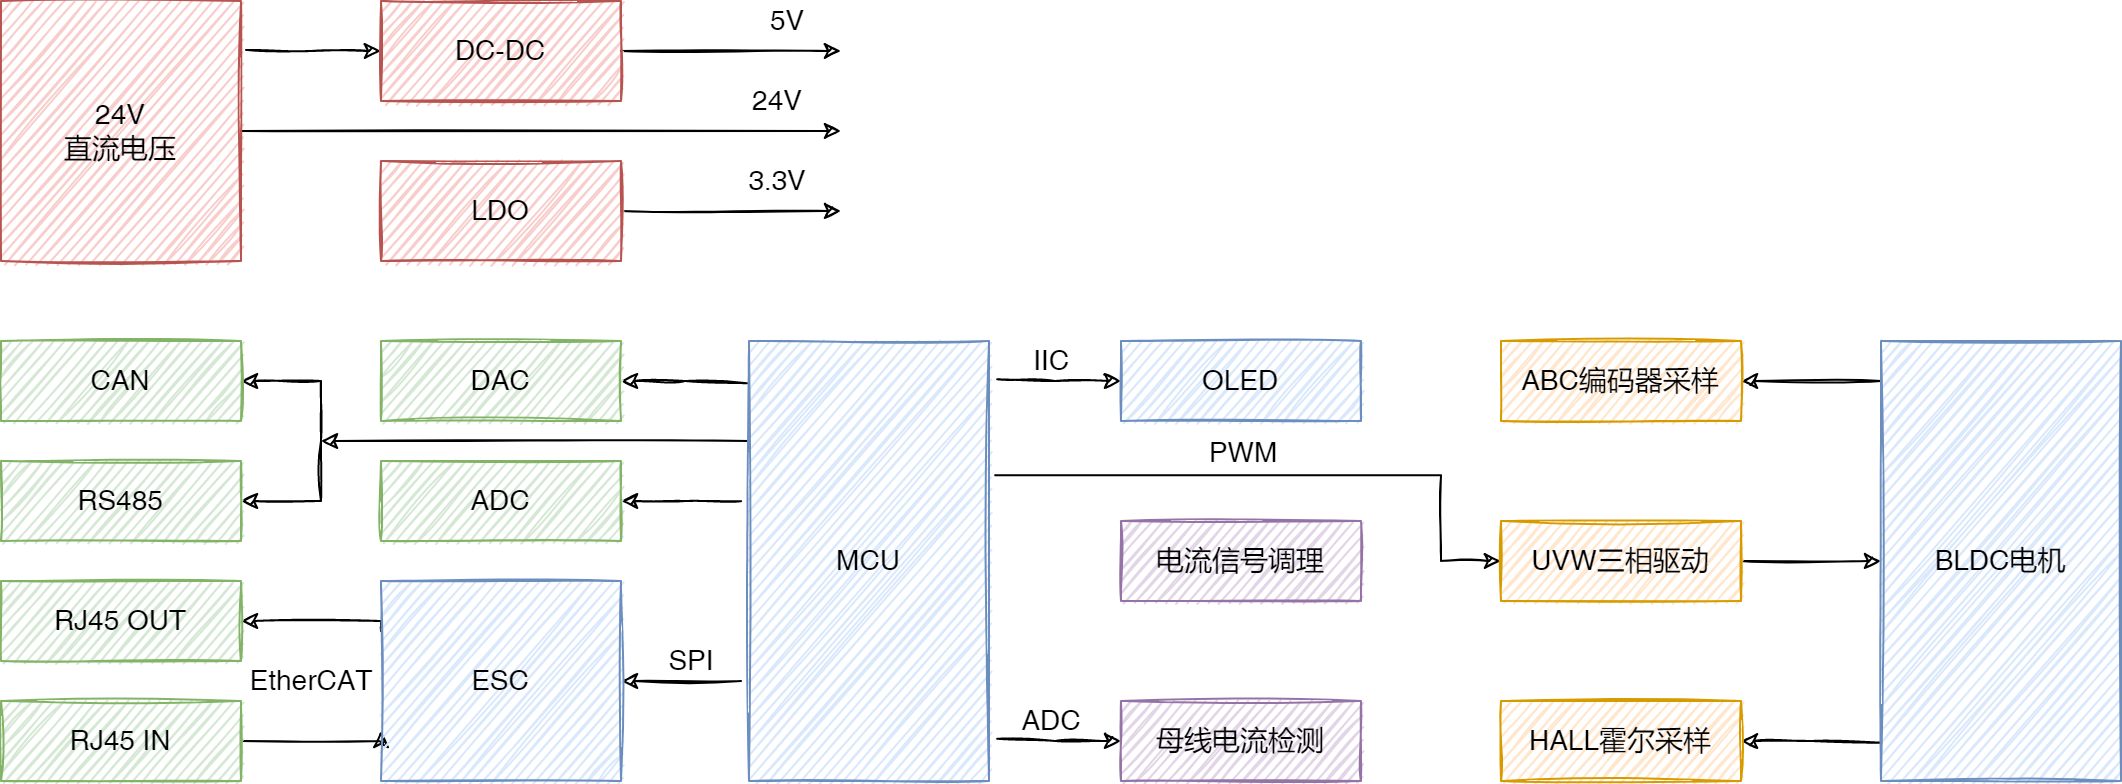 5V
DC-DC
24V
24V
直流电压
3.3V
LDO
CAN
DAC
IIC
OLED
ABC编码器采样
PWM
RS485
ADC
MCU
电流信号调理
UVW三相驱动
BLDC电机
RJ45 OUT
EtherCAT
ESC
SPI
RJ45 IN
ADC
母线电流检测
HALL霍尔采样